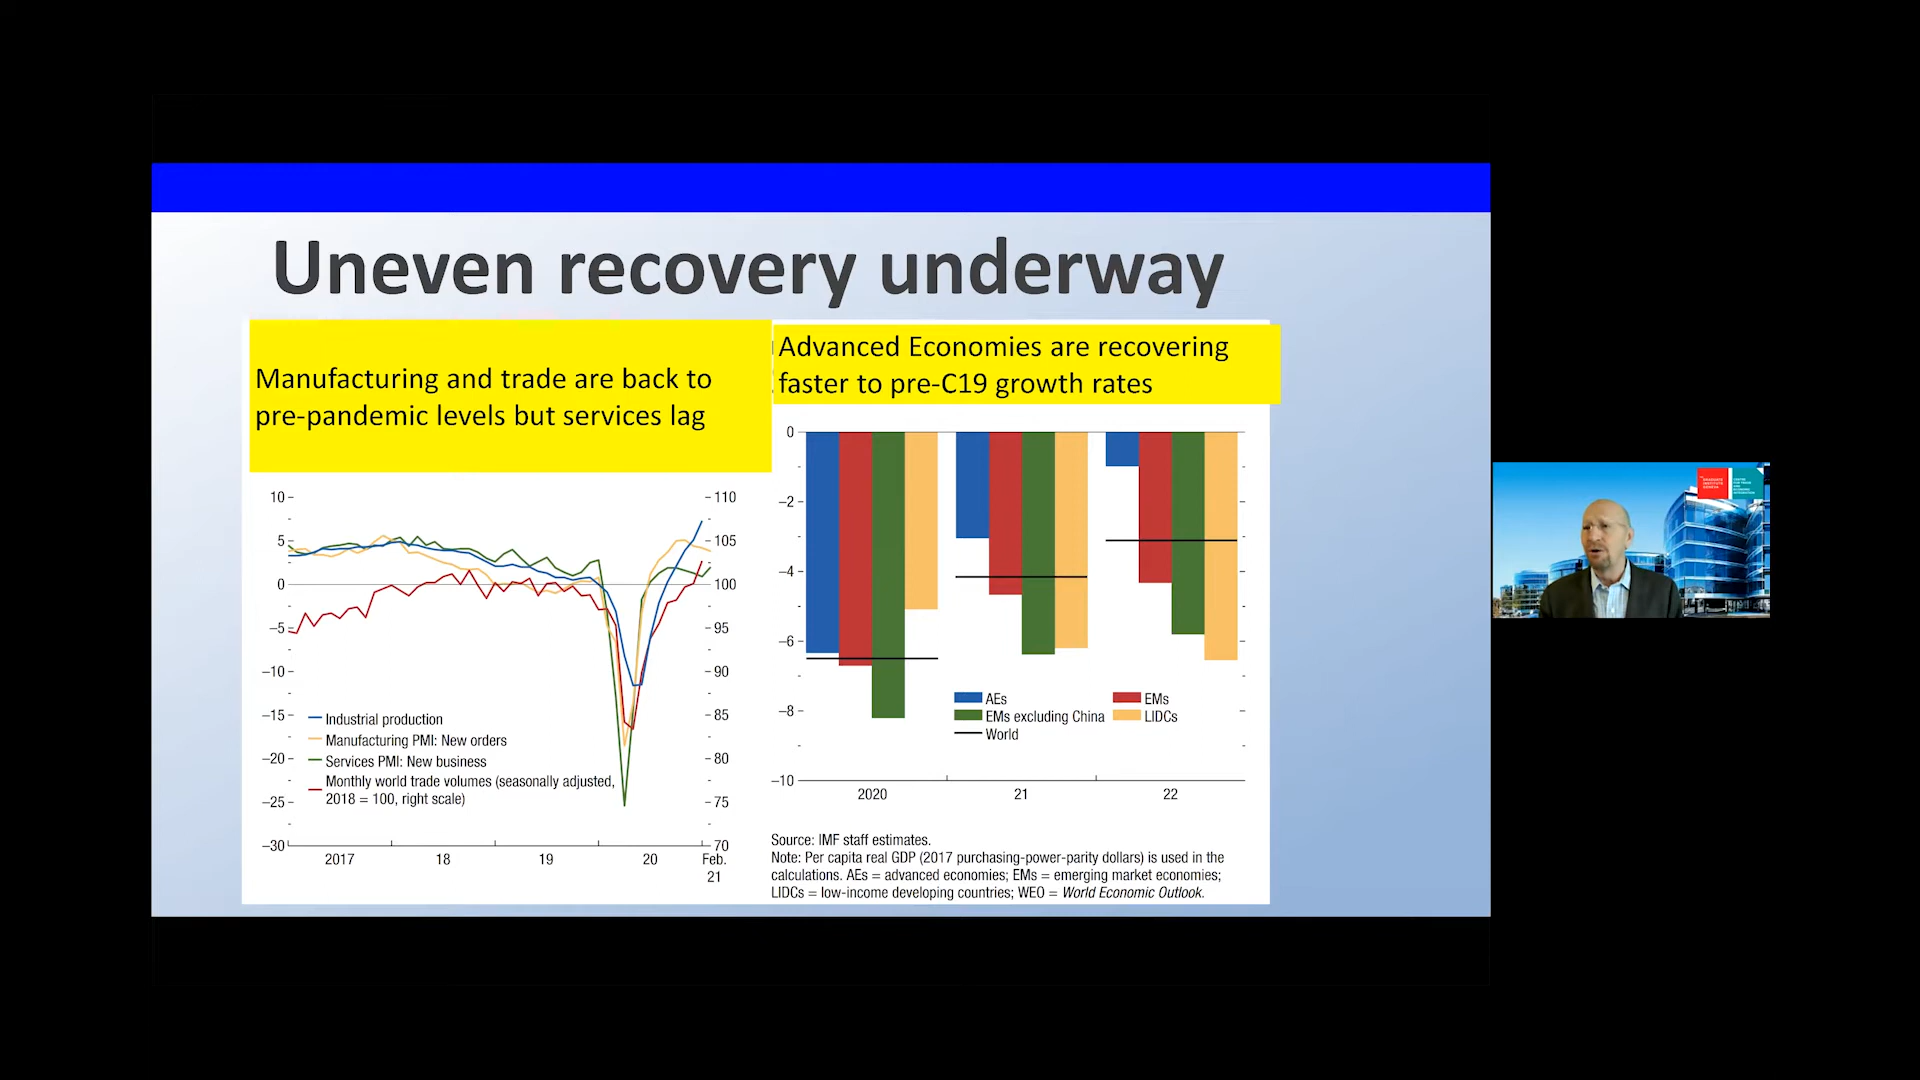 Uneven recovery underway
Manufacturing and trade are back to
pre-pandemic levels but services lag
Advanced Economies are recovering
faster to pre-C19 growth rates
10
5
0
–5
–10
–15
–20
–25
–30
110
105
100
95
90
85
80
75
70
Industrial production
Manufacturing PMI: New orders
Services PMI: New business
Monthly world trade volumes (seasonally adjusted,
2018 = 100, right scale)
2017
18
19
20
Feb.
21
0
–2
–4
–6
–8
–10
AEs
EMs
EMs excluding China
LIDCs
World
2020
21
22
Source: IMF staff estimates.
Note: Per capita real GDP (2017 purchasing-power-parity dollars) is used in the
calculations. AEs = advanced economies; EMs = emerging market economies;
LIDCs = low-income developing countries; WEO = World Economic Outlook.